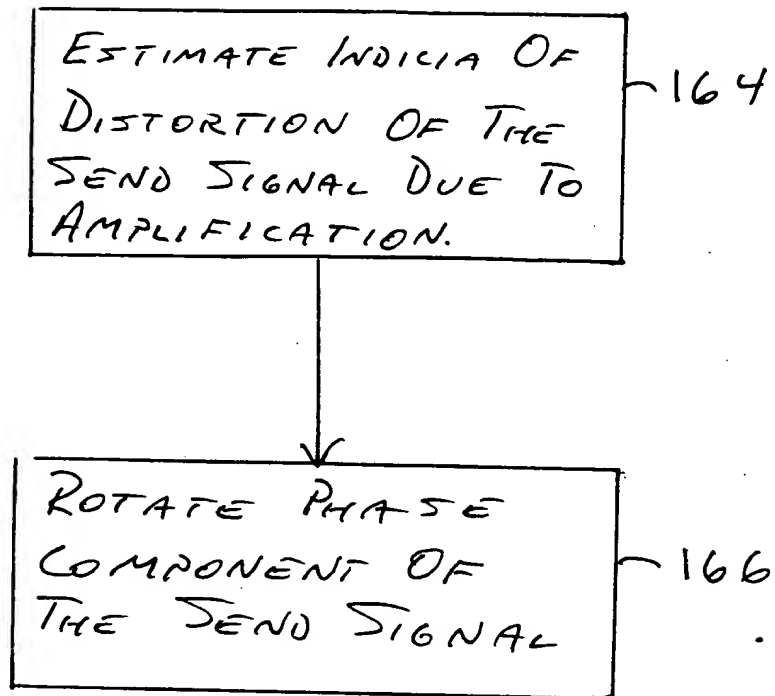 ESTIMATE INDICIA OF
DISTORTION OF THE
SEND SIGNAL DUE TO
AMPLIFICATION.
164
ROTATE PHASE
COMPONENT OF
THE SEND SIGNAL
166